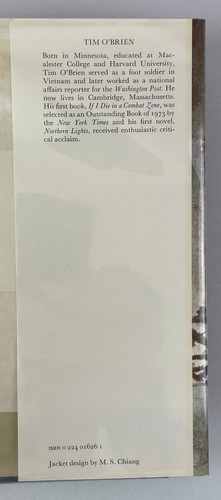 TIM O'BRIEN
Born in Minnesota, educated at Mac-
alester College and Harvard University,
Tim O'Brien served as a foot soldier in
Vietnam and later worked as a national
affairs reporter for the Washington Post. He
now lives in Cambridge, Massachusetts.
His first book, If I Die in a Combat Zone, was
selected as an Outstanding Book of 1973 by
the New York Times and his first novel,
Northern Lights, received enthusiastic criti-
cal acclaim.
ISBN 0 224 01626 1
Jacket design by M. S. Chiang